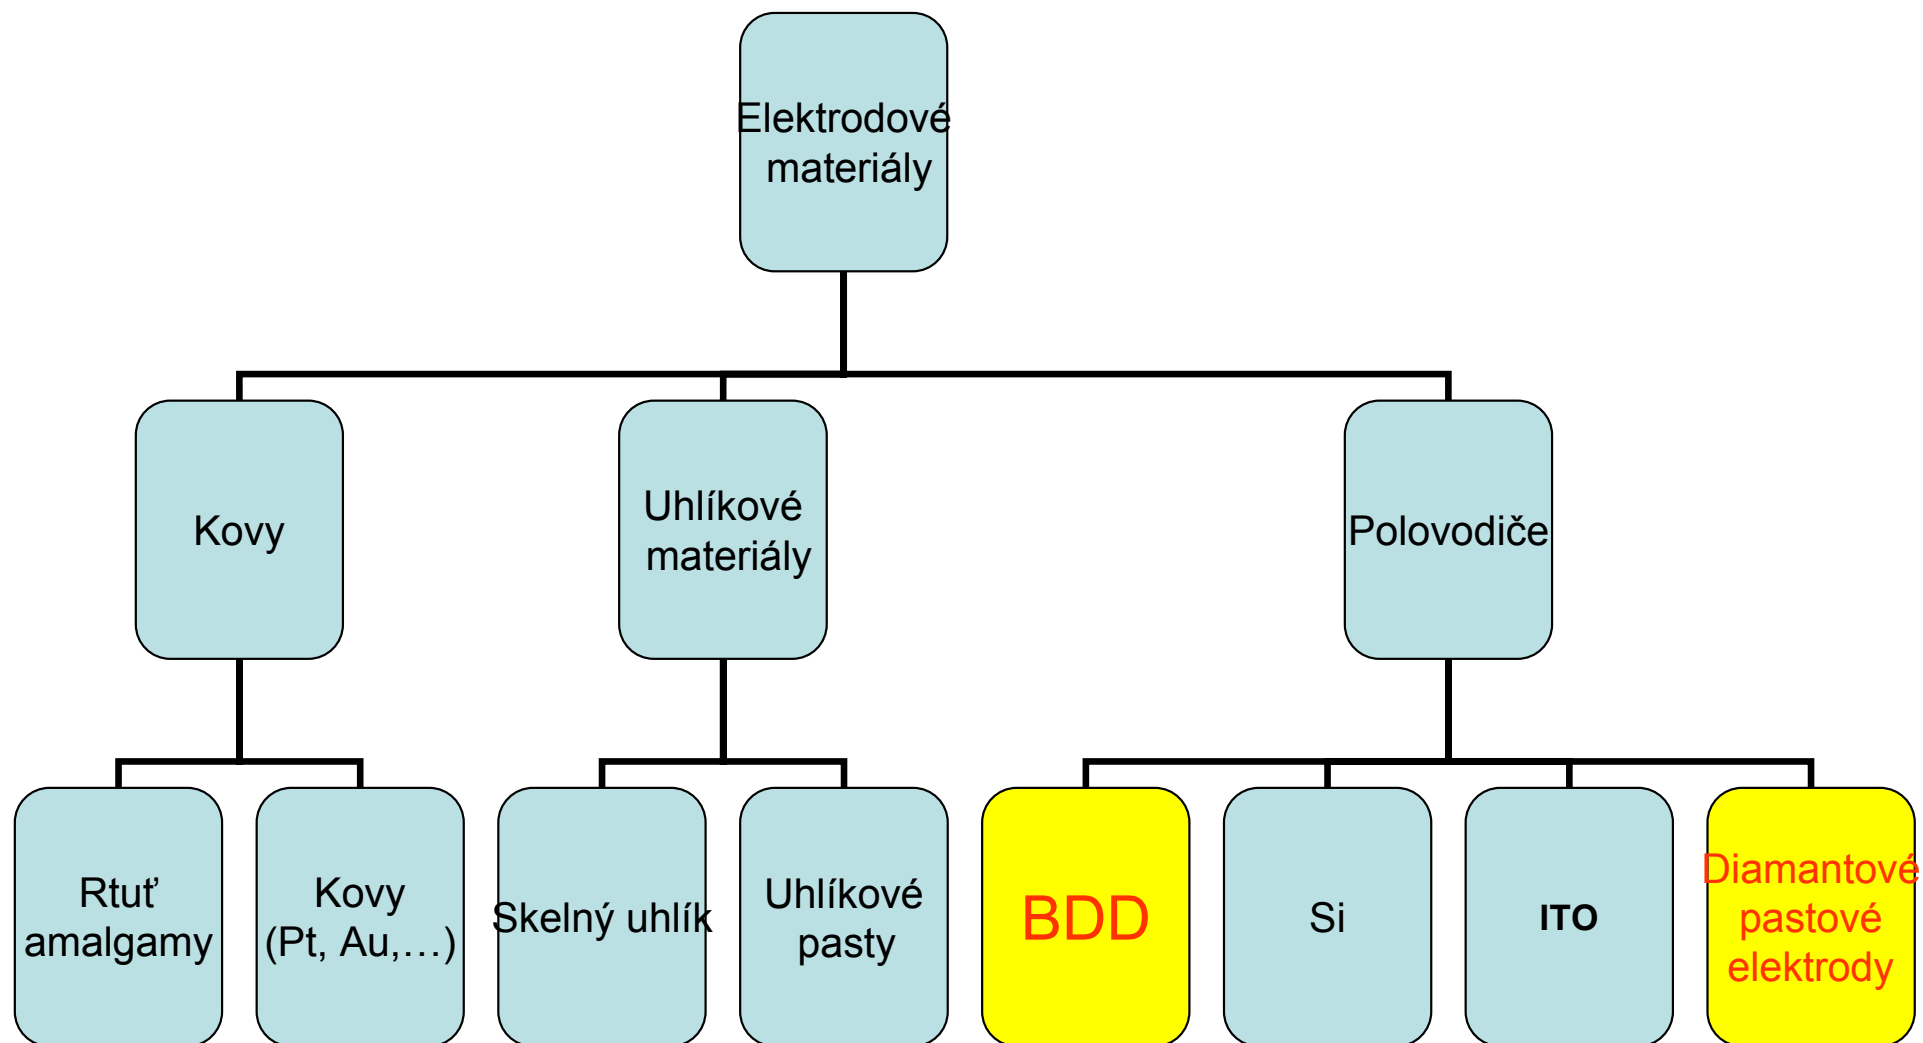 Elektrodové
materiály
Kovy
Uhlíkové
materiály
Polovodiče
Rtuť
amalgamy
Kovy
(Pt, Au,…)
Skelný uhlík
Uhlíkové
pasty
BDD
Si
ITO
Diamantové
pastové
elektrody